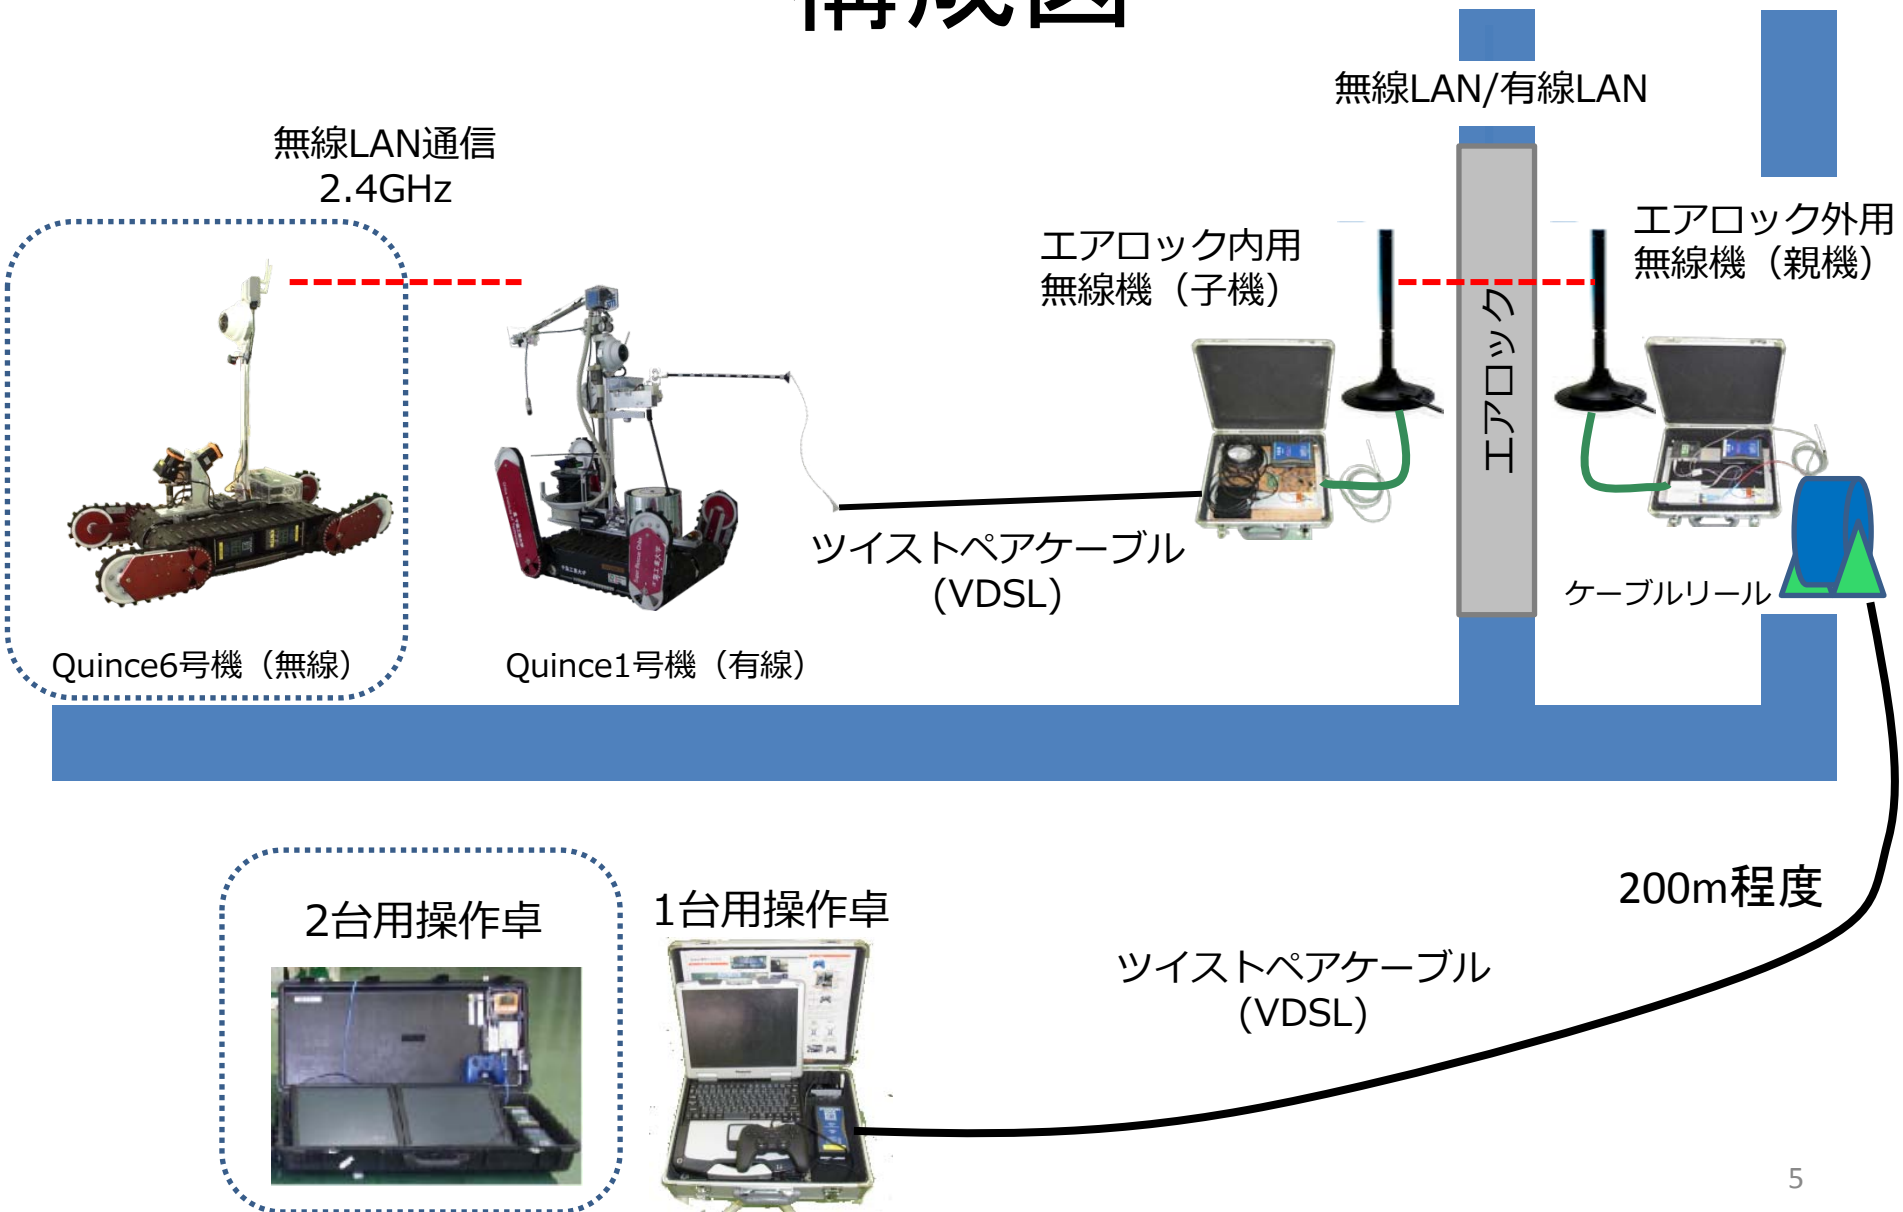 構成図
無線LAN/有線LAN
無線LAN通信
2.4GHz
エアロック内用
無線機（子機）
エアロック外用
無線機（親機）
エアロック
ツイストペアケーブル
(VDSL)
ケーブルリール
Quince6号機（無線）
Quince1号機（有線）
2台用操作卓
1台用操作卓
200m程度
ツイストペアケーブル
(VDSL)
5